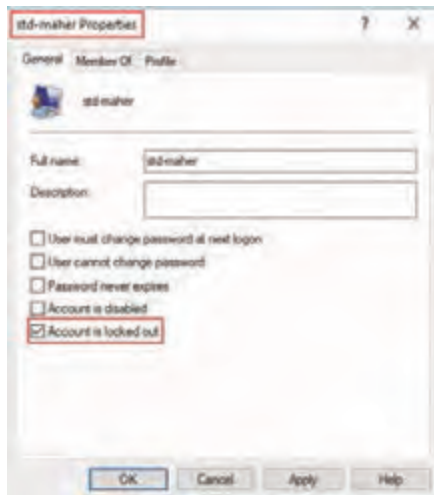 std-maher Properties
? X
General Member Of Profile
std-maher
Full name: std-maher
Description:
User must change password at next logon
User cannot change password
Password never expires
Account is disabled
Account is locked out
OK Cancel Apply Help